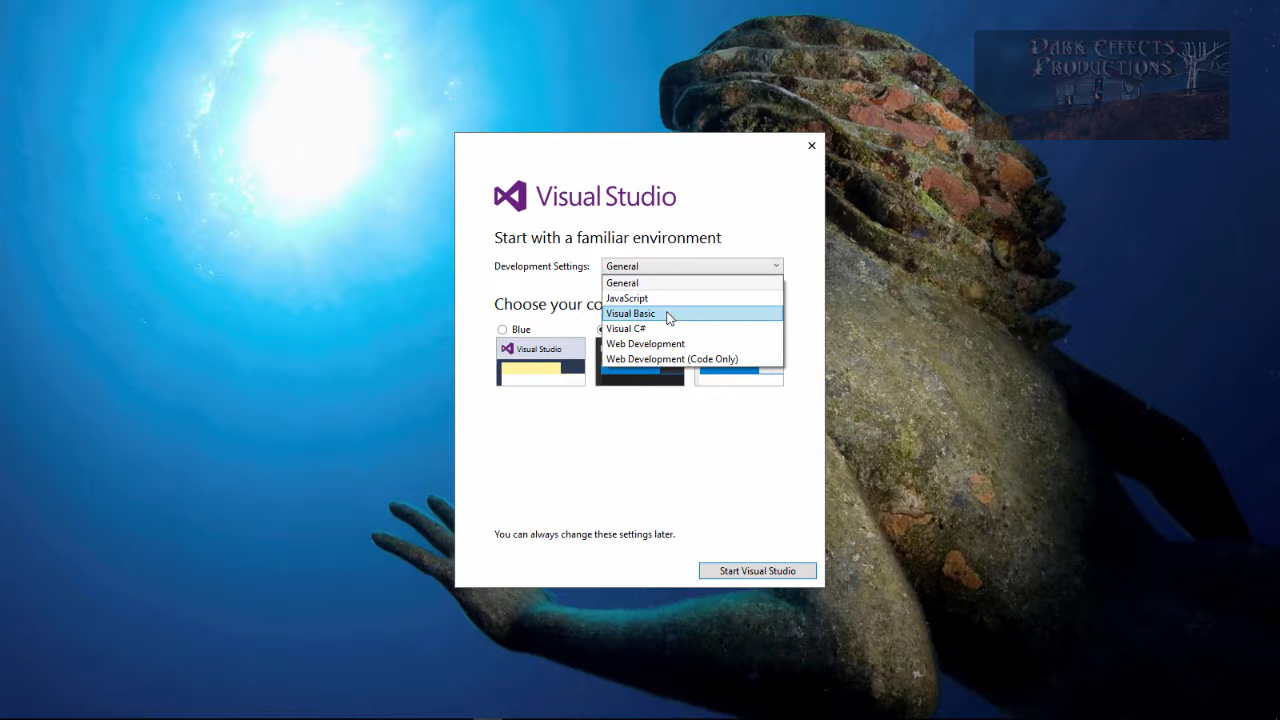 DARK EFFECTS
PRODUCTIONS
Visual Studio
Start with a familiar environment
Development Settings:
General
General
JavaScript
Visual Basic
Visual C#
Web Development
Web Development (Code Only)
Choose your co
Blue
Visual Studio
You can always change these settings later.
Start Visual Studio